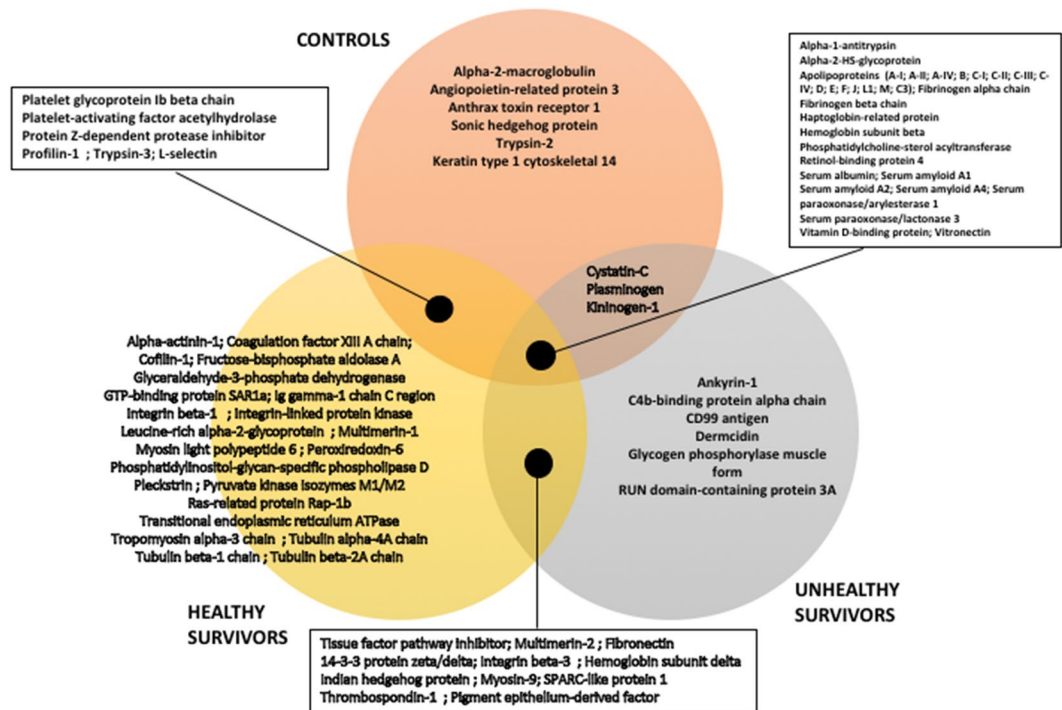 CONTROLS
Alpha-2-macroglobulin
Angiopoietin-related protein 3
Anthrax toxin receptor 1
Sonic hedgehog protein
Trypsin-2
Keratin type 1 cytoskeletal 14
Platelet glycoprotein Ib beta chain
Platelet-activating factor acetylhydrolase
Protein Z-dependent protease inhibitor
Profilin-1 ; Trypsin-3; L-selectin
Alpha-1-antitrypsin
Alpha-2-HS-glycoprotein
Apolipoproteins (A-I; A-II; A-IV; B; C-I; C-II; C-III; C-
IV; D; E; F; J; L1; M; C3); Fibrinogen alpha chain
Fibrinogen beta chain
Haptoglobin-related protein
Hemoglobin subunit beta
Phosphatidylcholine-sterol acyltransferase
Retinol-binding protein 4
Serum albumin; Serum amyloid A1
Serum amyloid A2; Serum amyloid A4; Serum
paraoxonase/arylesterase 1
Serum paraoxonase/lactonase 3
Vitamin D-binding protein; Vitronectin
Cystatin-C
Plasminogen
Kininogen-1
Alpha-actinin-1; Coagulation factor XIII A chain;
Cofilin-1; Fructose-bisphosphate aldolase A
Glyceraldehyde-3-phosphate dehydrogenase
GTP-binding protein SAR1a; Ig gamma-1 chain C region
Integrin beta-1 ; Integrin-linked protein kinase
Leucine-rich alpha-2-glycoprotein ; Multimerin-1
Myosin light polypeptide 6 ; Peroxiredoxin-6
Phosphatidylinositol-glycan-specific phospholipase D
Pleckstrin ; Pyruvate kinase isozymes M1/M2
Ras-related protein Rap-1b
Transitional endoplasmic reticulum ATPase
Tropomyosin alpha-3 chain ; Tubulin alpha-4A chain
Tubulin beta-1 chain ; Tubulin beta-2A chain
Ankyrin-1
C4b-binding protein alpha chain
CD99 antigen
Dermcidin
Glycogen phosphorylase muscle
form
RUN domain-containing protein 3A
HEALTHY
SURVIVORS
UNHEALTHY
SURVIVORS
Tissue factor pathway inhibitor; Multimerin-2 ; Fibronectin
14-3-3 protein zeta/delta; Integrin beta-3 ; Hemoglobin subunit delta
Indian hedgehog protein ; Myosin-9; SPARC-like protein 1
Thrombospondin-1 ; Pigment epithelium-derived factor